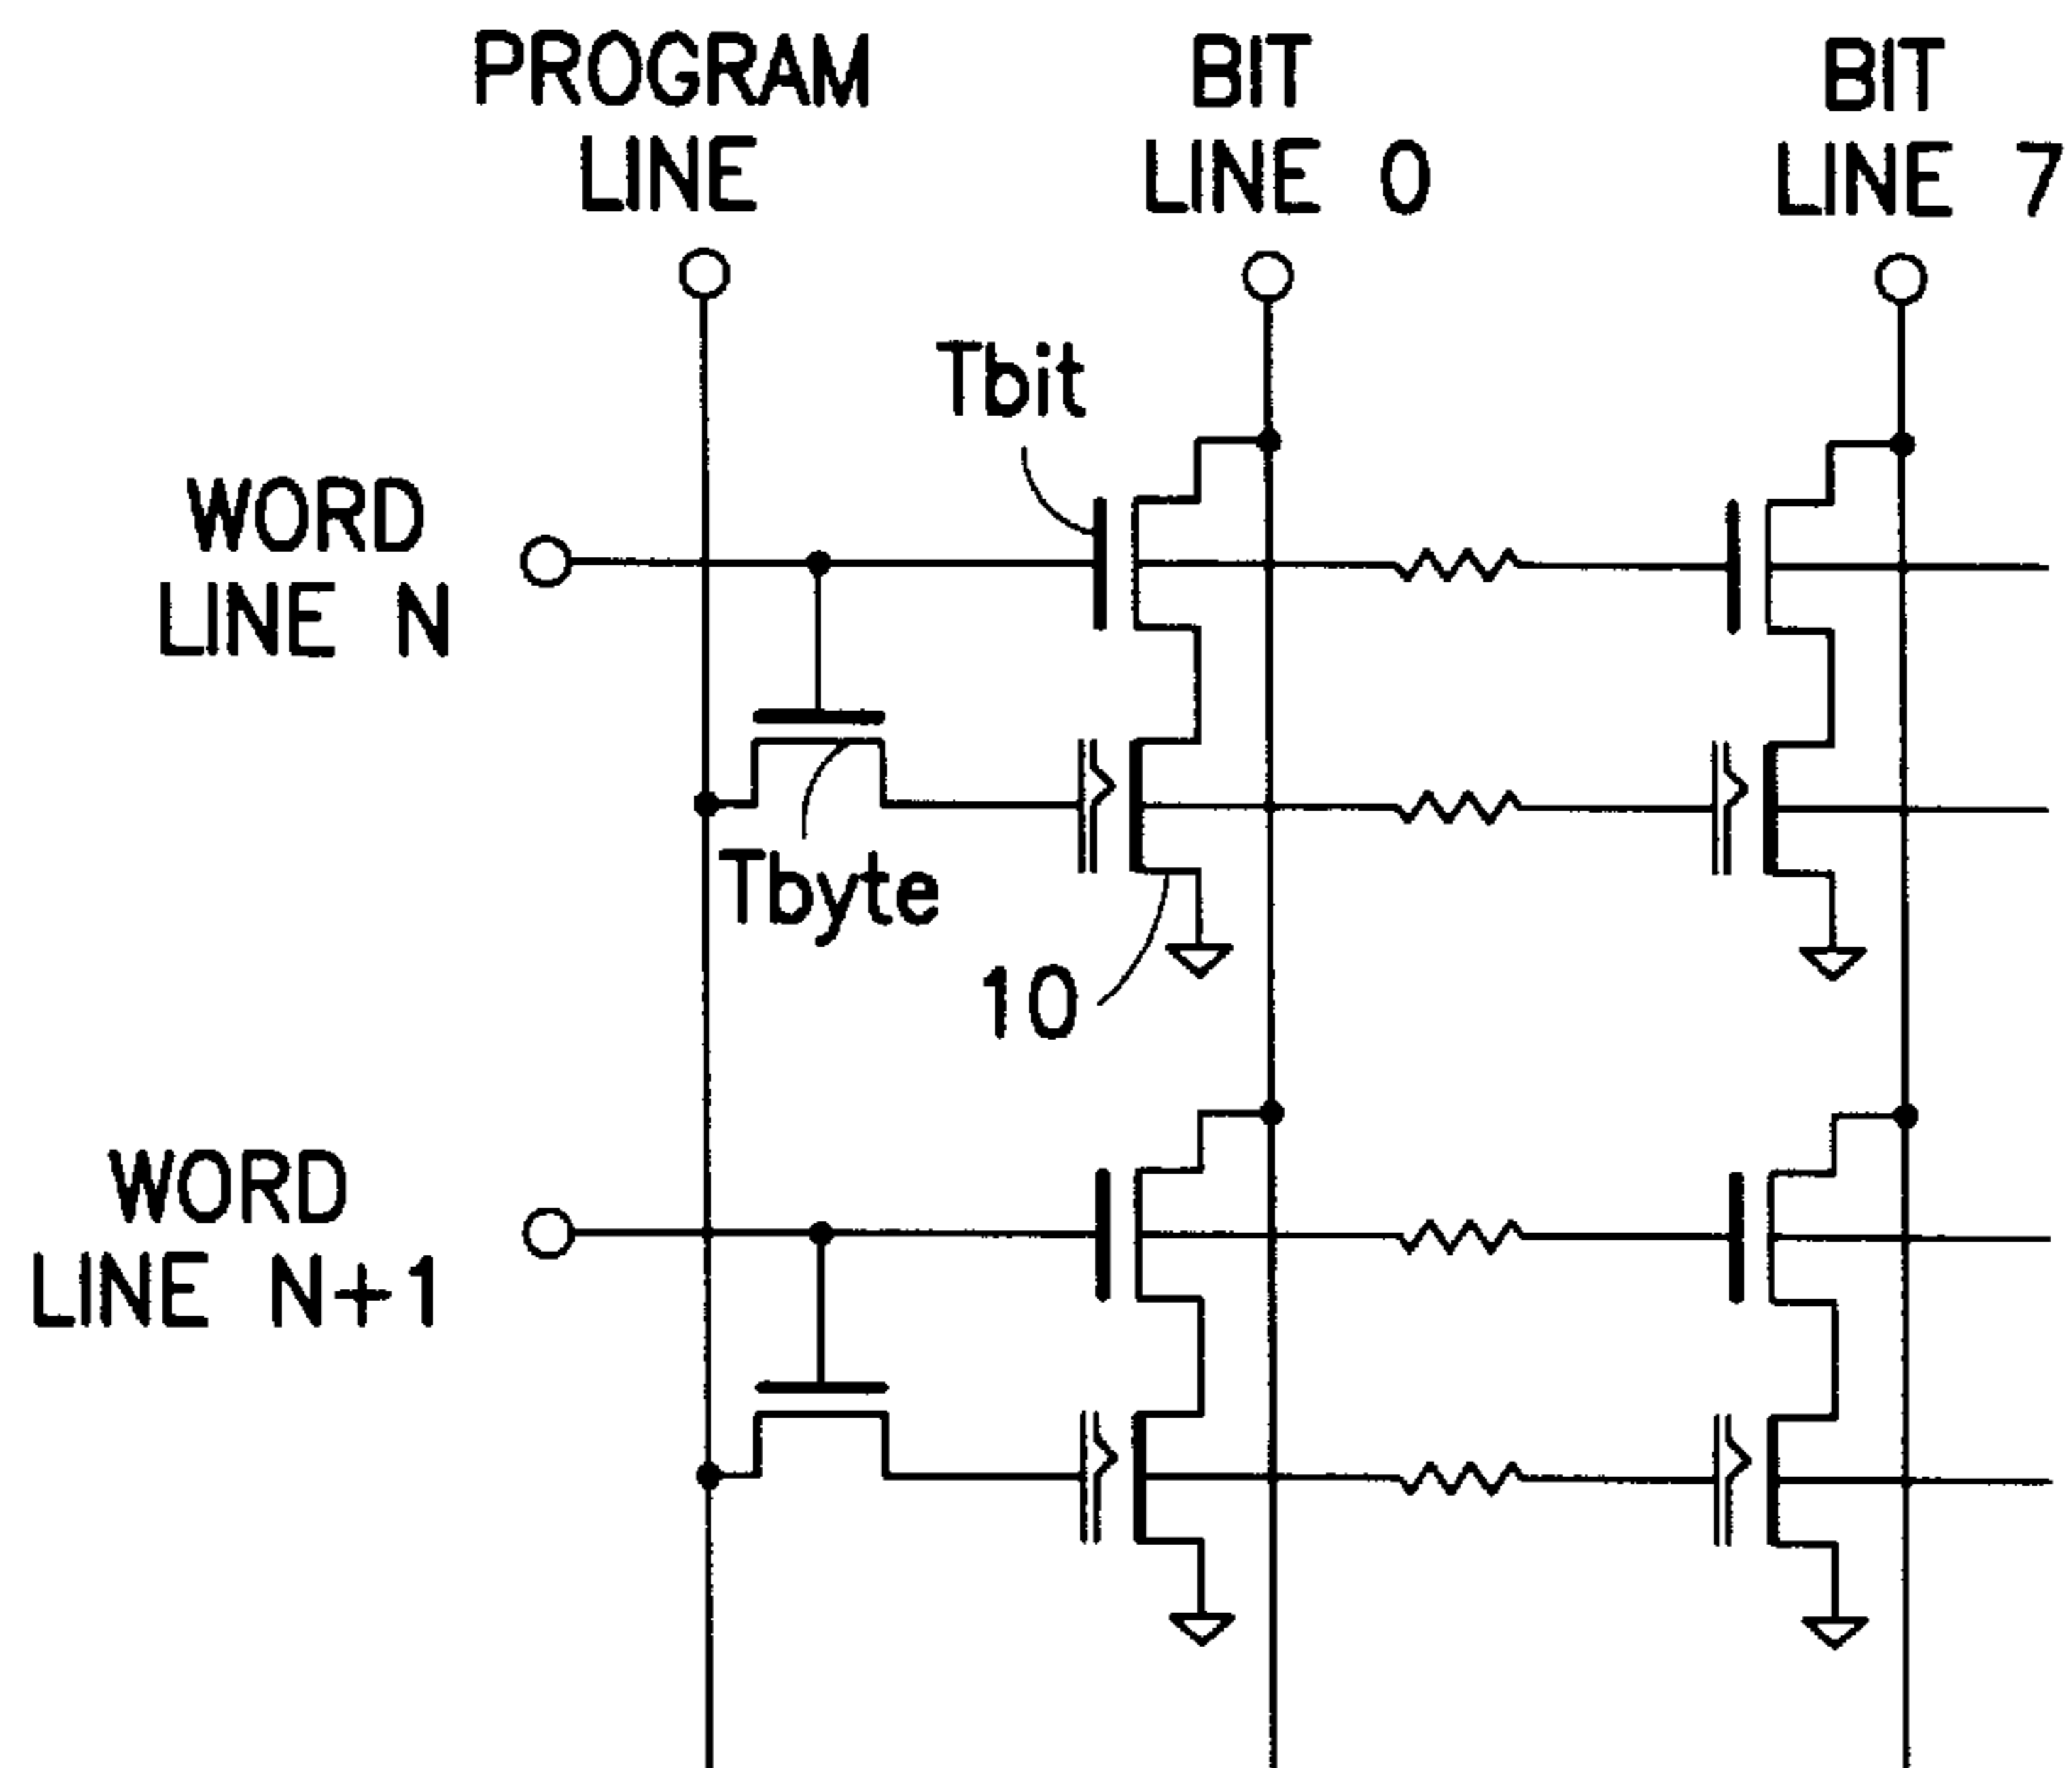 PROGRAM
LINE
BIT
LINE 0
BIT
LINE 7
Tbit
WORD
LINE N
Tbyte
10
WORD
LINE N+1